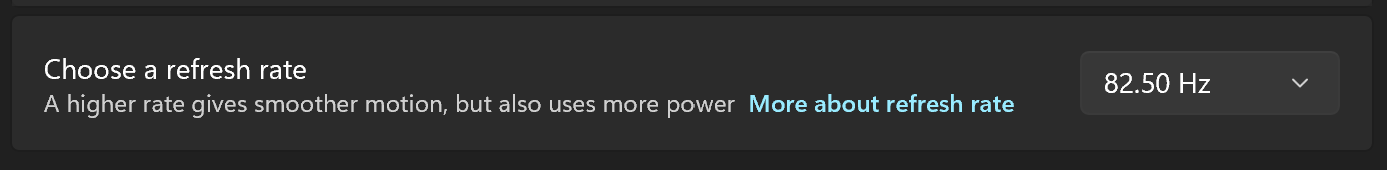 Choose a refresh rate
A higher rate gives smoother motion, but also uses more power More about refresh rate
82.50 Hz